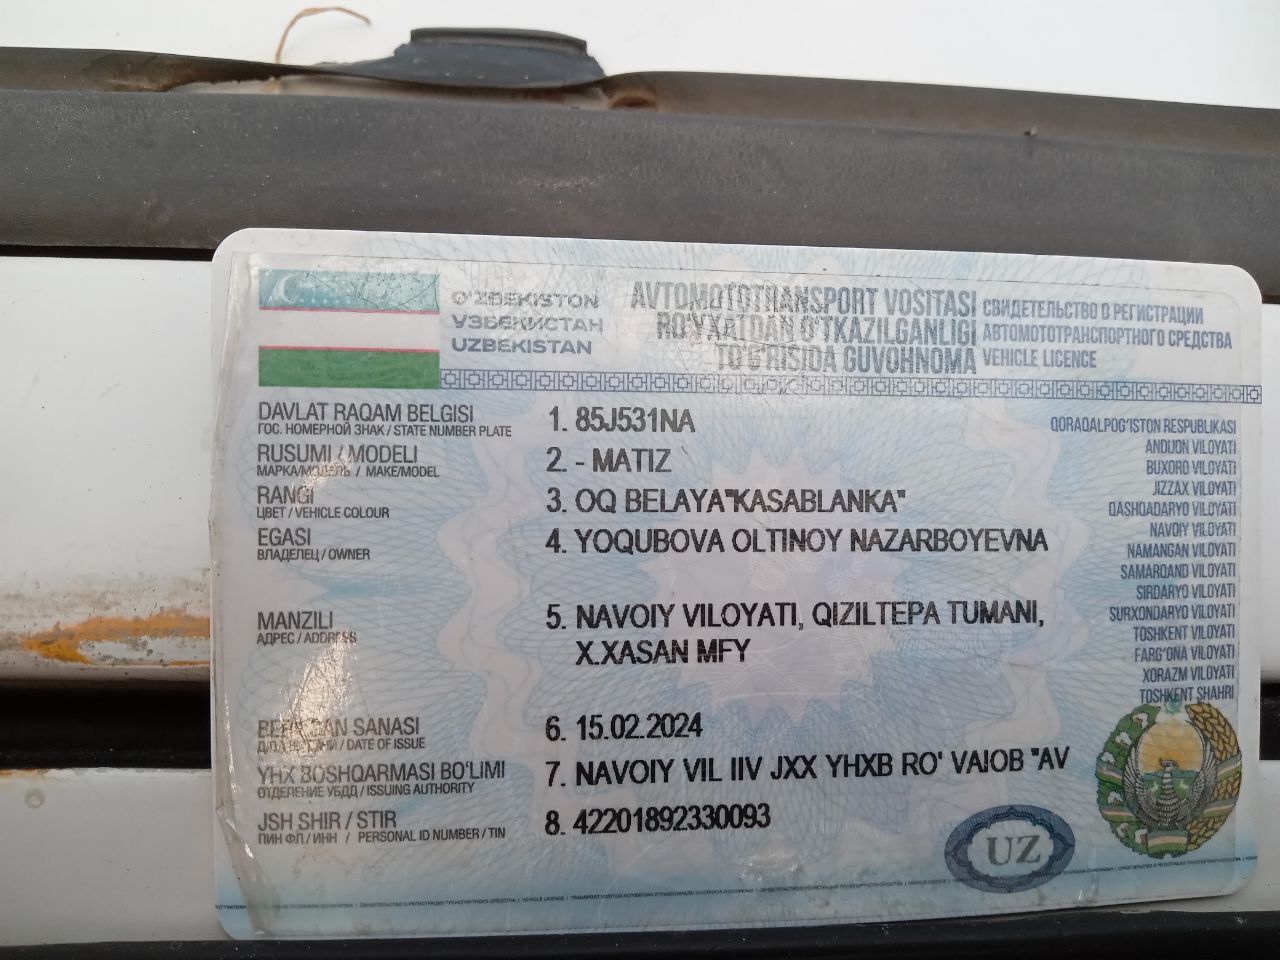 O'ZBEKISTON
ЎЗБЕКИСТАН
UZBEKISTAN
AVTOMOTOTRANSPORT VOSITASI
RO'YXATDAN O'TKAZILGANLIGI
TO'G'RISIDA GUVOHNOMA
СВИДЕТЕЛЬСТВО О РЕГИСТРАЦИИ
АВТОМОТОТРАНСПОРТНОГО СРЕДСТВА
VEHICLE LICENCE
DAVLAT RAQAM BELGISI
ГОС. НОМЕРНОЙ ЗНАК / STATE NUMBER PLATE
1. 85J531NA
RUSUMI / MODELI
МАРКА/МОДЕЛЬ / MAKE/MODEL
2. - MATIZ
RANGI
ЦВЕТ / VEHICLE COLOUR
3. OQ BELAYA"KASABLANKA"
EGASI
ВЛАДЕЛЕЦ / OWNER
4. YOQUBOVA OLTINOY NAZARBOYEVNA
MANZILI
АДРЕС / ADDRESS
5. NAVOIY VILOYATI, QIZILTEPA TUMANI,
X.XASAN MFY
BERILGAN SANASI
ДАТА ВЫДАЧИ / DATE OF ISSUE
6. 15.02.2024
YHX BOSHQARMASI BO'LIMI
ОТДЕЛЕНИЕ УБДД / ISSUING AUTHORITY
7. NAVOIY VIL IIV JXX YHXB RO' VAIOB "AV
JSH SHIR / STIR
ПИН ФЛ / ИНН / PERSONAL ID NUMBER / TIN
8. 42201892330093
QORAQALPOG'ISTON RESPUBLIKASI
ANDIJON VILOYATI
BUXORO VILOYATI
JIZZAX VILOYATI
QASHQADARYO VILOYATI
NAVOIY VILOYATI
NAMANGAN VILOYATI
SAMARQAND VILOYATI
SIRDARYO VILOYATI
SURXONDARYO VILOYATI
TOSHKENT VILOYATI
FARG'ONA VILOYATI
XORAZM VILOYATI
TOSHKENT SHAHRI
UZ